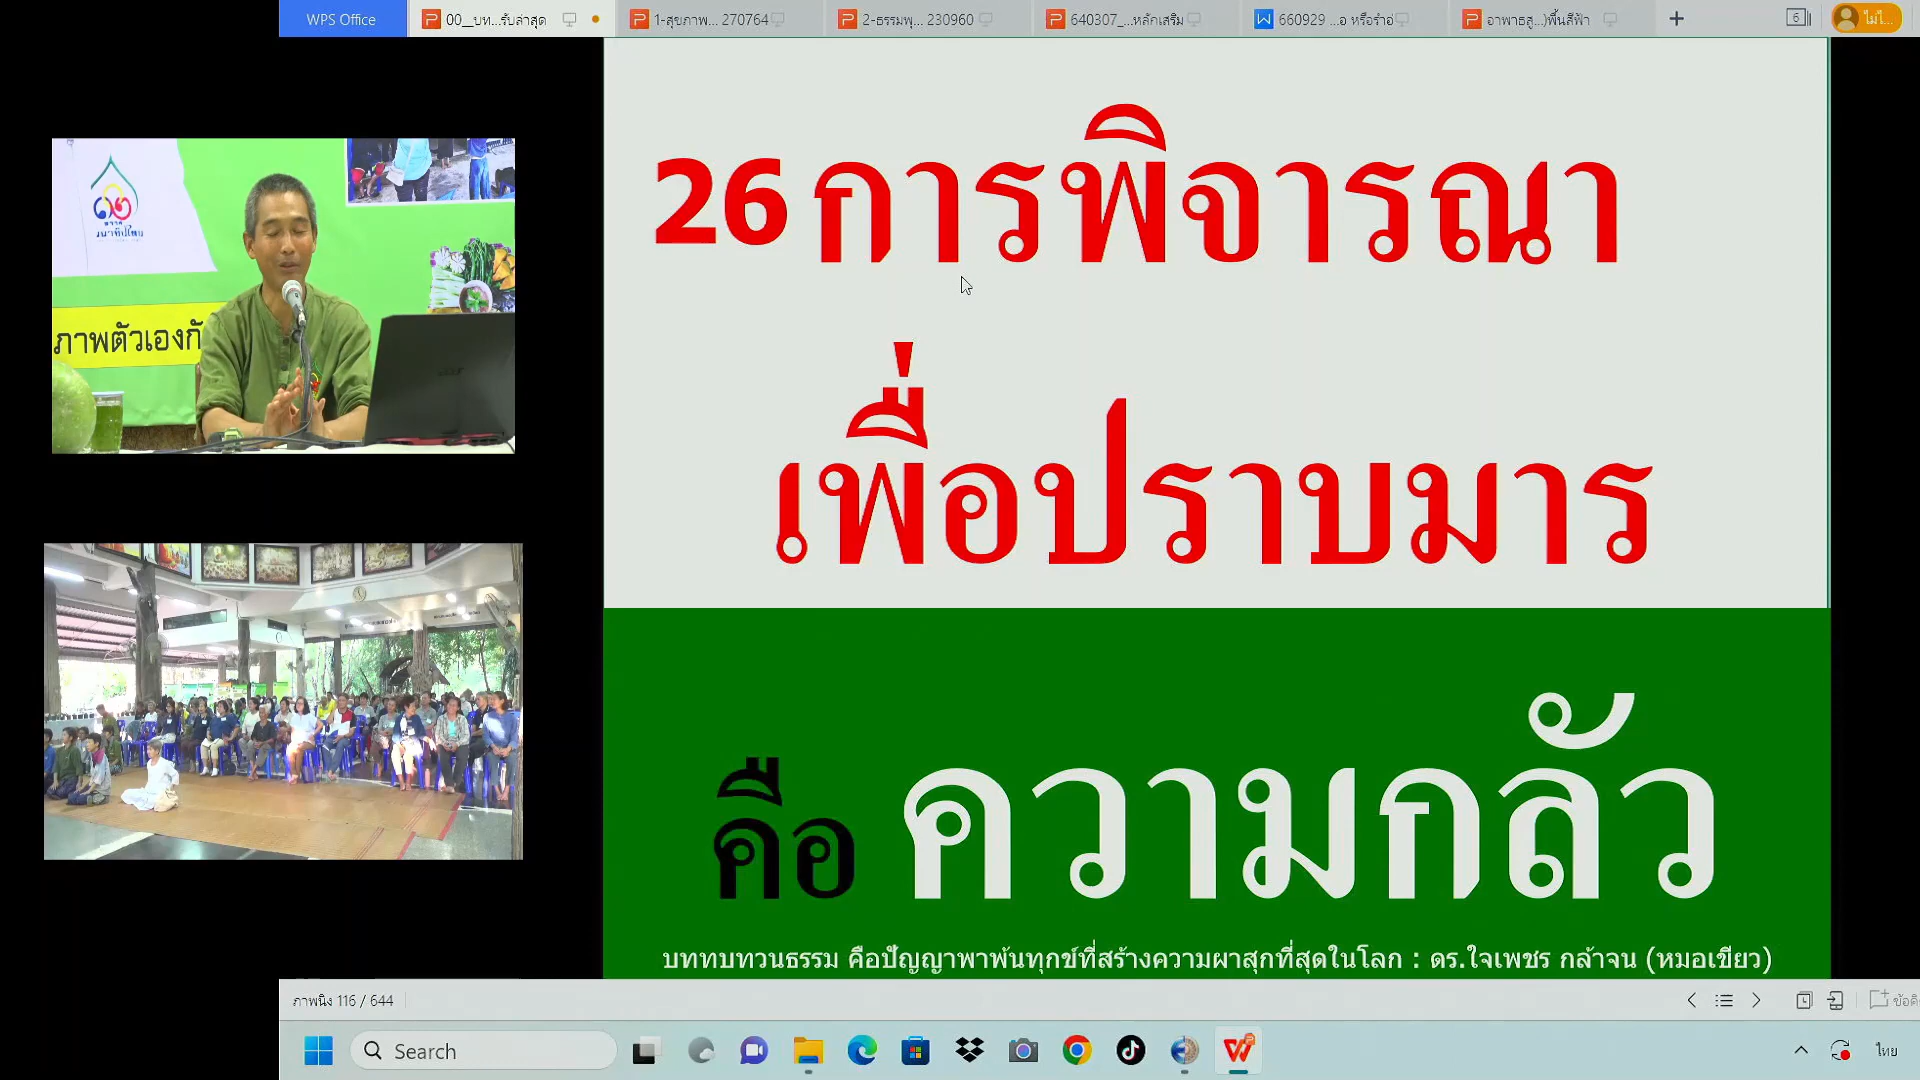 WPS Office
00__บท...รับล่าสุด
1-สุขภาพ... 270764
2-ธรรมพุ... 230960
640307_...หลักเสริม
660929 ...อ หรือรำอ่
อาพาธสู...)พื้นสีฟ้า
6
ไม่ไ...
26 การพิจารณา
เพื่อปราบมาร
คือ ความกลัว
บททบทวนธรรม คือปัญญาพาพ้นทุกข์ที่สร้างความผาสุกที่สุดในโลก : ดร.ใจเพชร กล้าจน (หมอเขียว)
ภาพตัวเองกั
ภาพนิ่ง 116 / 644
Search
ไทย